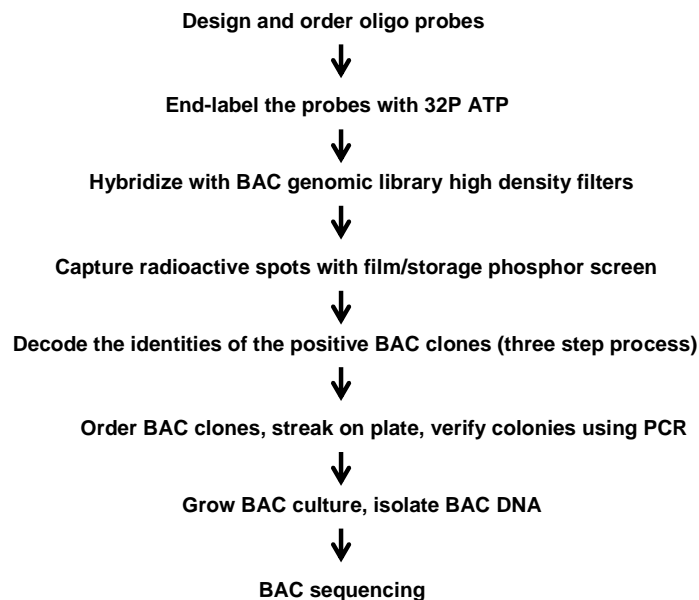 Design and order oligo probes
End-label the probes with 32P ATP
Hybridize with BAC genomic library high density filters
Capture radioactive spots with film/storage phosphor screen
Decode the identities of the positive BAC clones (three step process)
Order BAC clones, streak on plate, verify colonies using PCR
Grow BAC culture, isolate BAC DNA
BAC sequencing